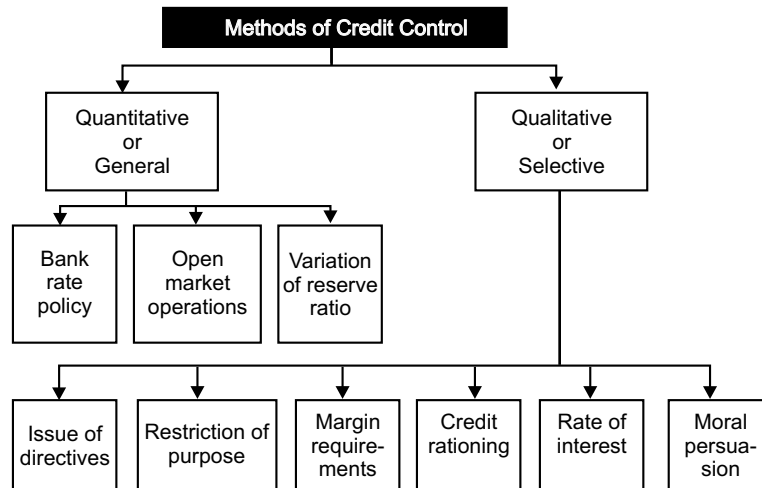 Methods of Credit Control
Quantitative
or
General
Qualitative
or
Selective
Bank
rate
policy
Open
market
operations
Variation
of reserve
ratio
Issue of
directives
Restriction of
purpose
Margin
require-
ments
Credit
rationing
Rate of
interest
Moral
persua-
sion